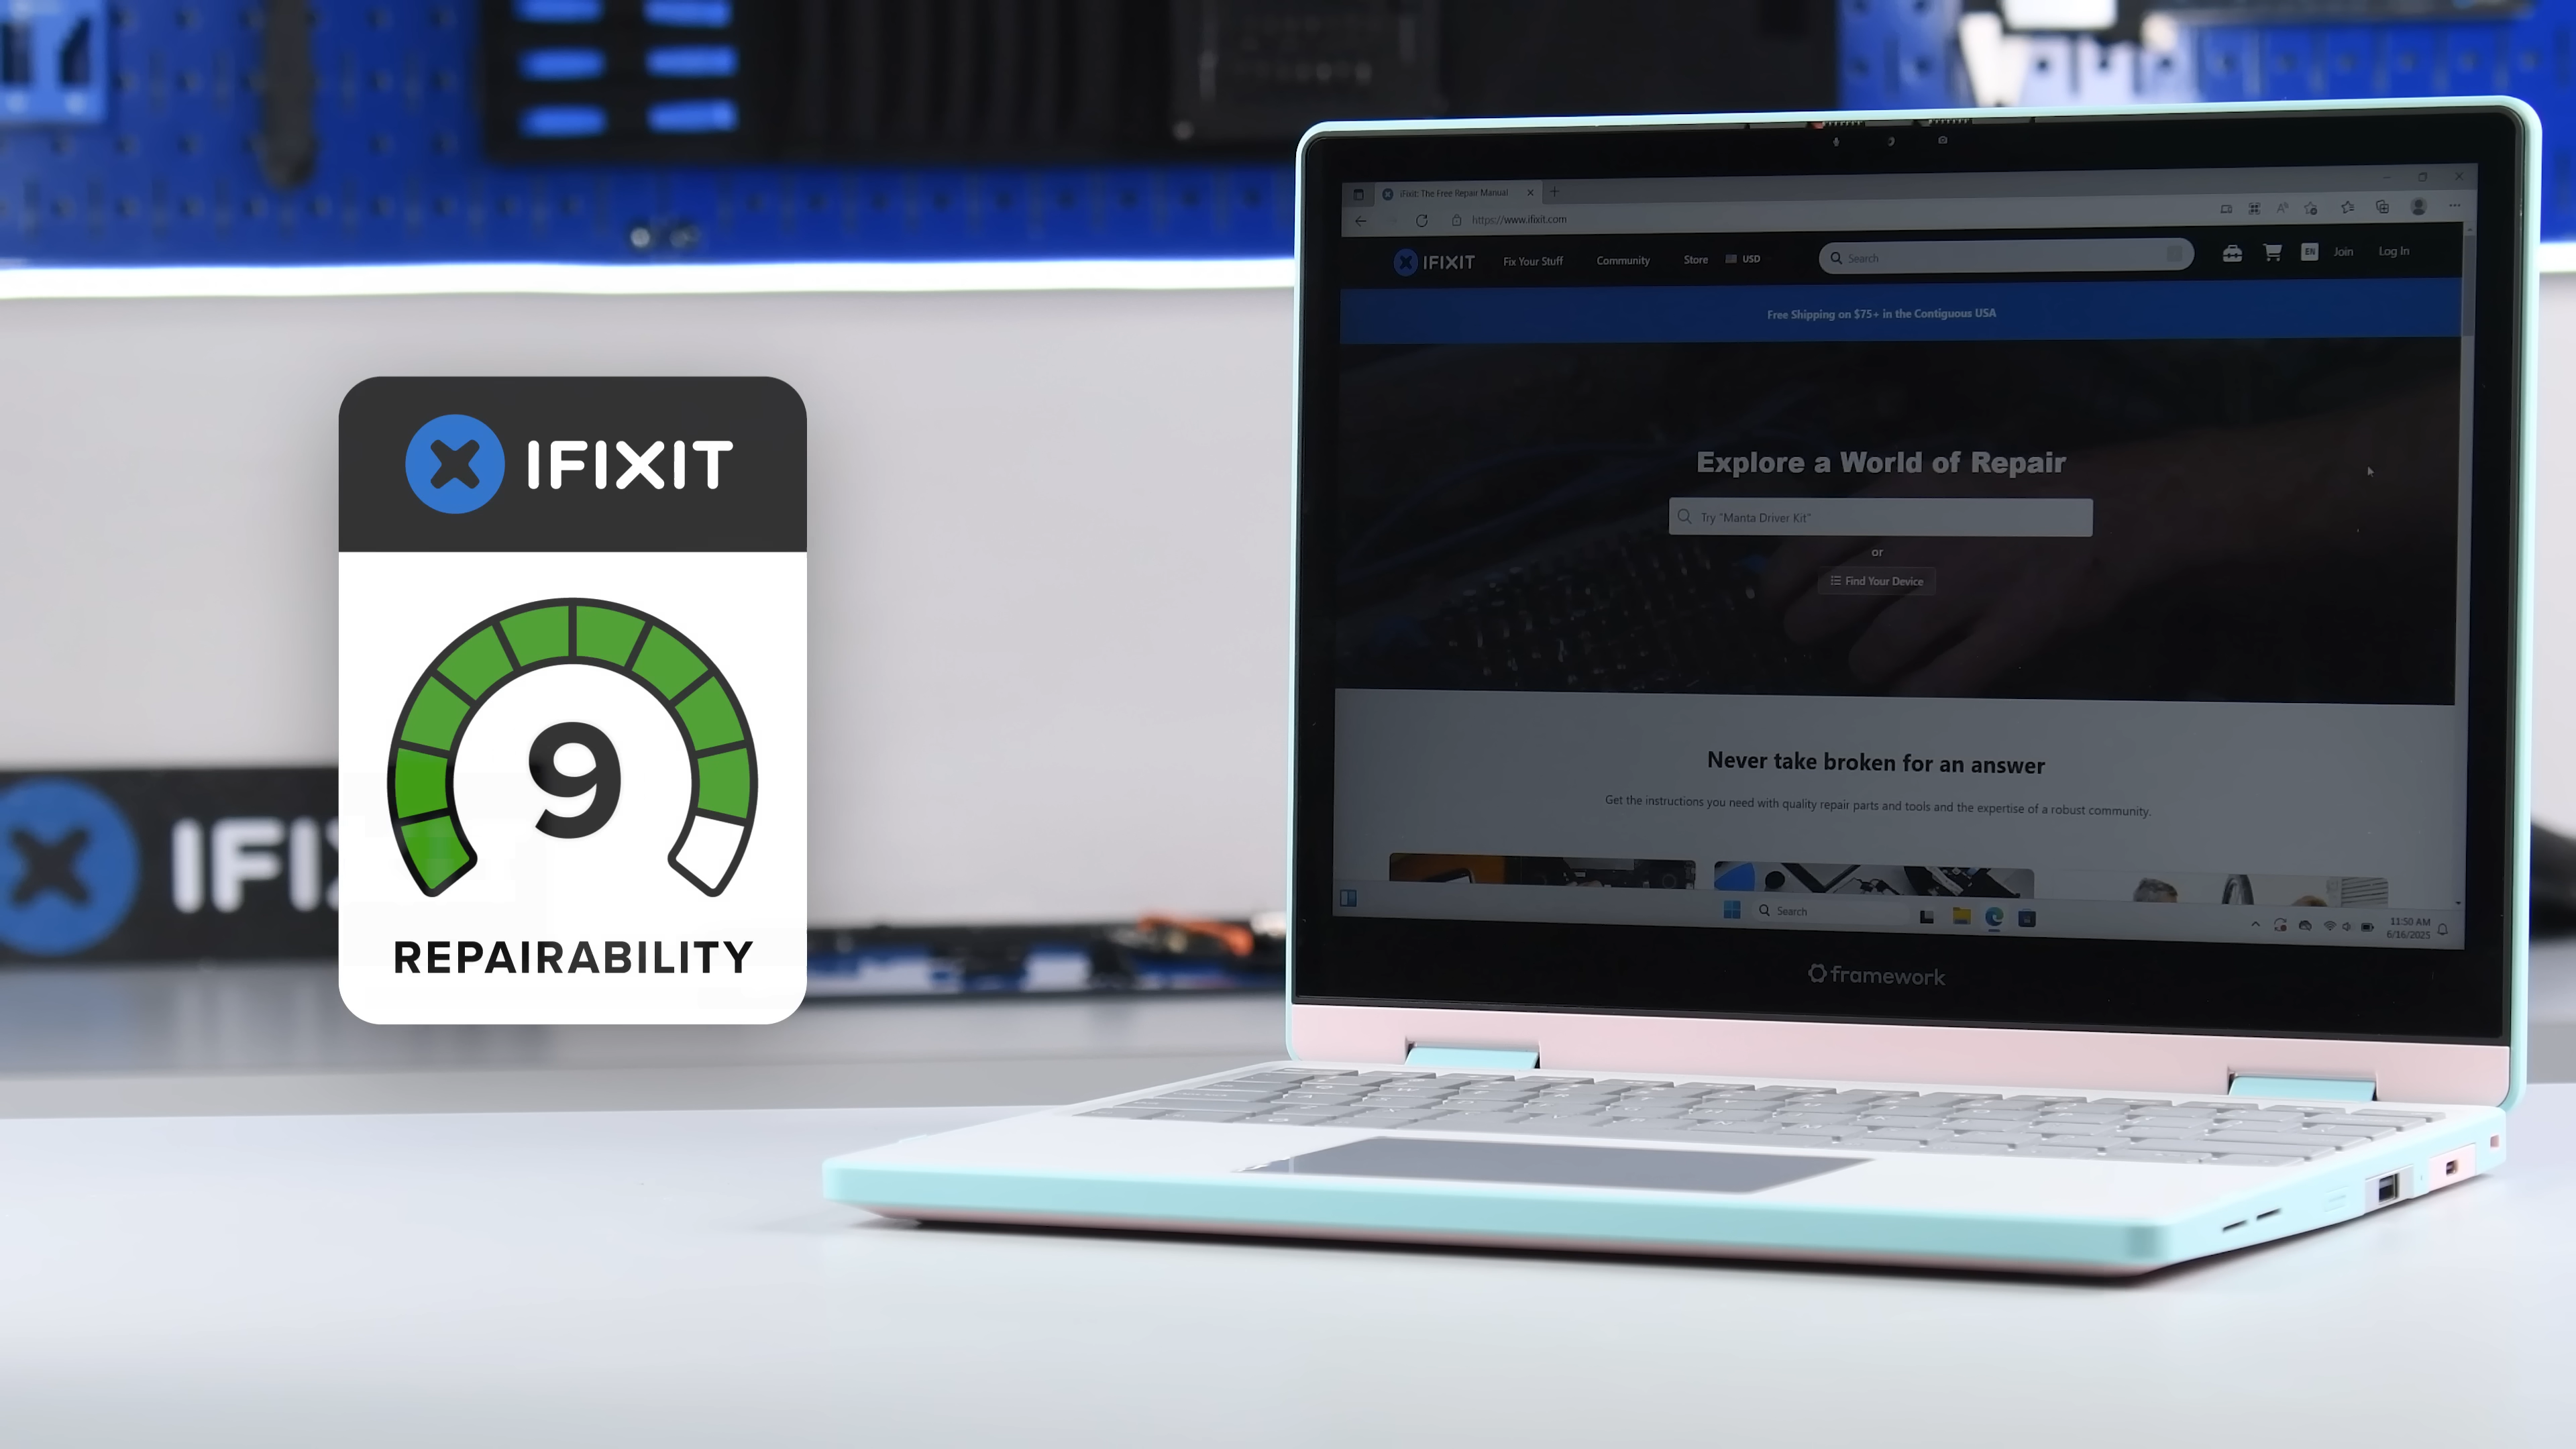 IFIXIT
9
REPAIRABILITY
IFIX
iFixit: The Free Repair Manual
https://www.ifixit.com
IFIXIT Fix Your Stuff Community Store USD Search EN Join Log In
Free Shipping on $75+ in the Contiguous USA
Explore a World of Repair
Try "Manta Driver Kit"
or
Find Your Device
Never take broken for an answer
Get the instructions you need with quality repair parts and tools and the expertise of a robust community.
Search
11:50 AM
6/16/2025
framework